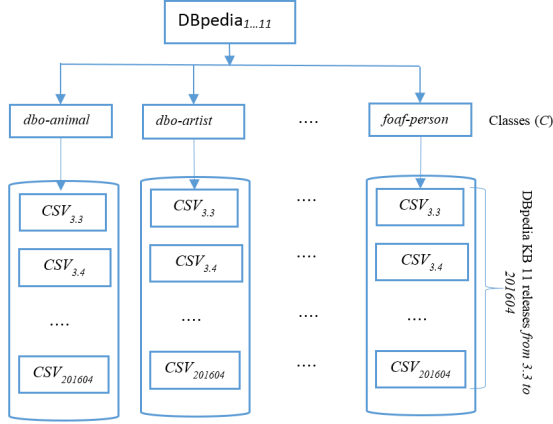 DBpedia1…11
dbo-animal
dbo-artist
....
foaf-person
Classes (C)
CSV3.3
CSV3.3
....
CSV3.3
CSV3.4
CSV3.4
....
CSV3.4
....
....
....
....
CSV201604
CSV201604
....
CSV201604
DBpedia KB 11 releases from 3.3 to
201604